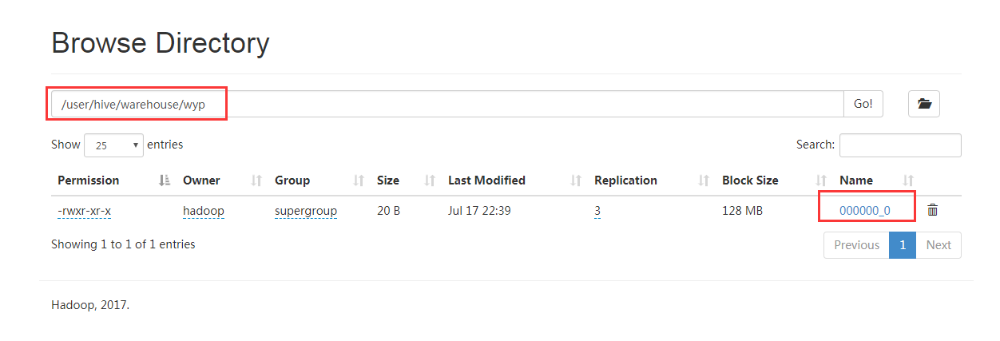 Browse Directory
/user/hive/warehouse/wyp Go!
Show 25 entries Search:
Permission Owner Group Size Last Modified Replication Block Size Name
-rwxr-xr-x hadoop supergroup 20 B Jul 17 22:39 3 128 MB 000000_0
Showing 1 to 1 of 1 entries Previous 1 Next
Hadoop, 2017.